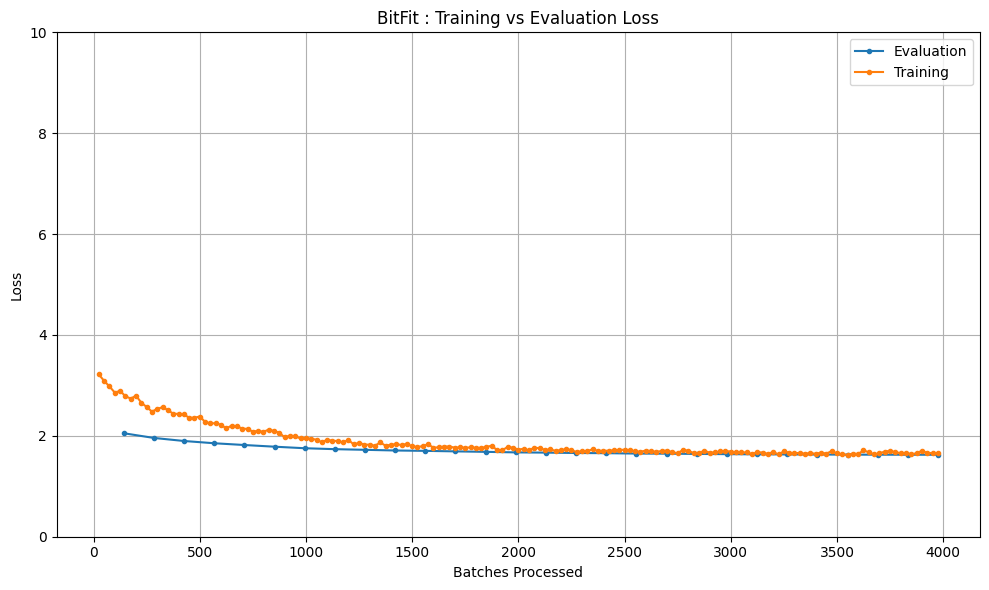 BitFit : Training vs Evaluation Loss
Evaluation
Training
10
8
6
4
2
0
Loss
0 500 1000 1500 2000 2500 3000 3500 4000
Batches Processed